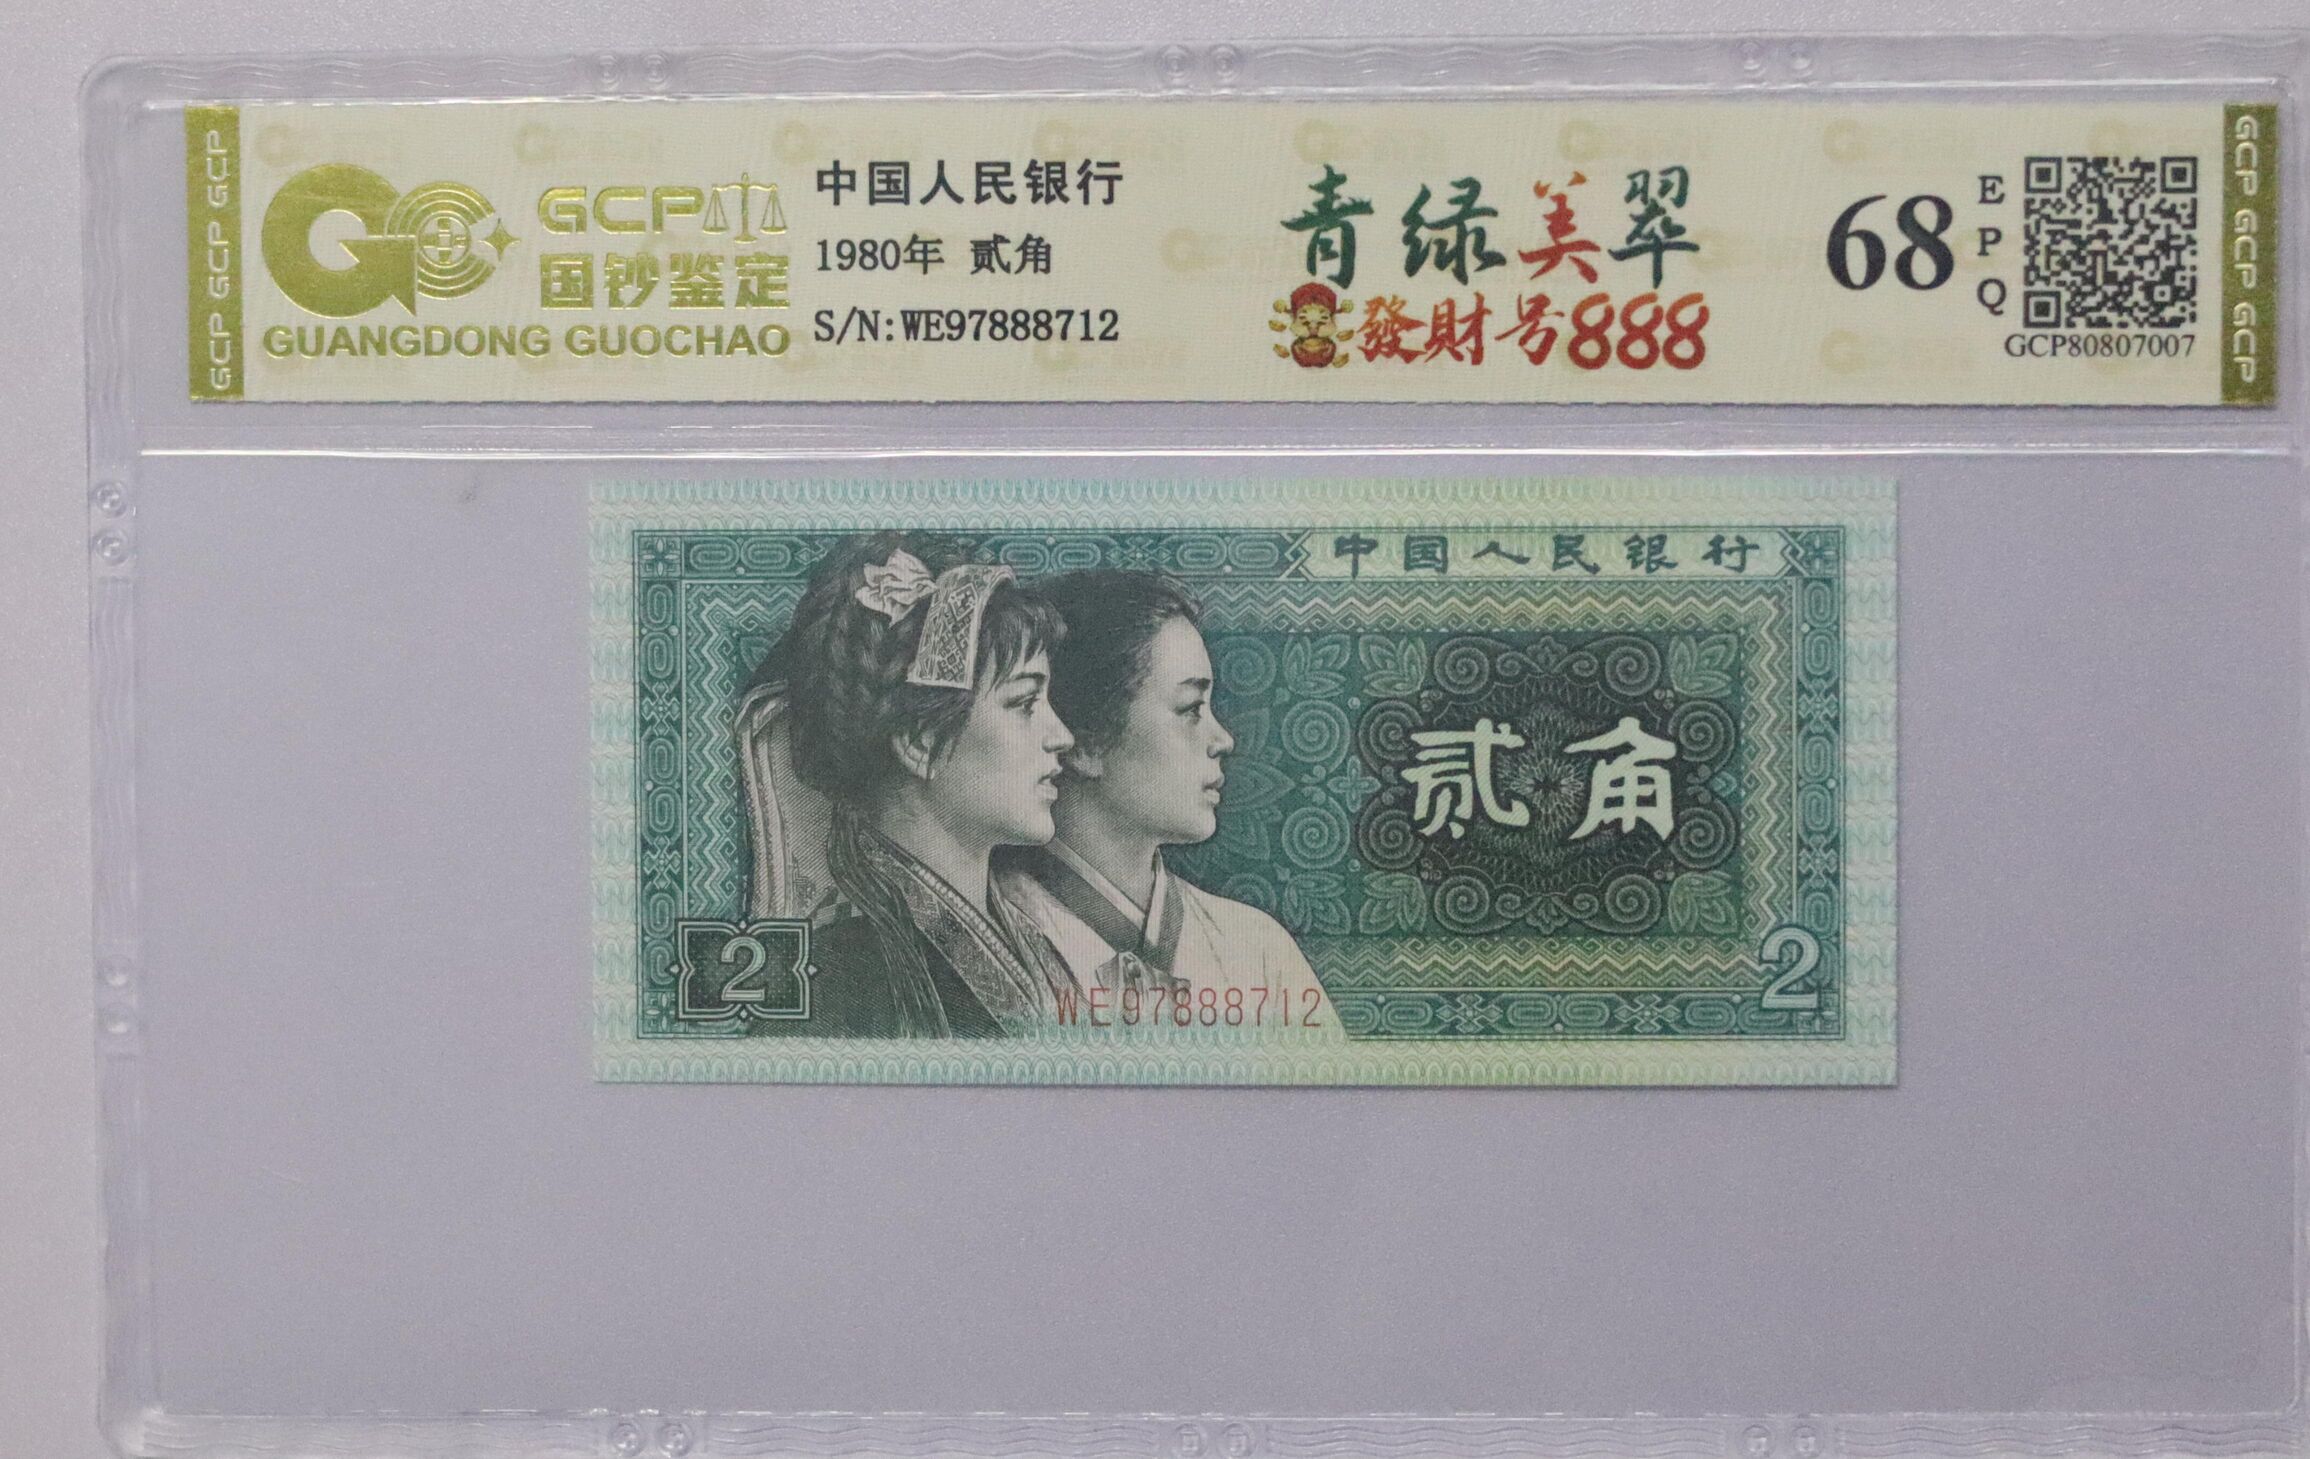 GCP GCP GCP
GCP
国钞鉴定
GUANGDONG GUOCHAO
中国人民银行
1980年 贰角
S/N:WE97888712
青绿美翠
發财号888
68
EPQ
GCP80807007
GCP GCP GCP
中国人民银行
贰角
2
WE97888712
2